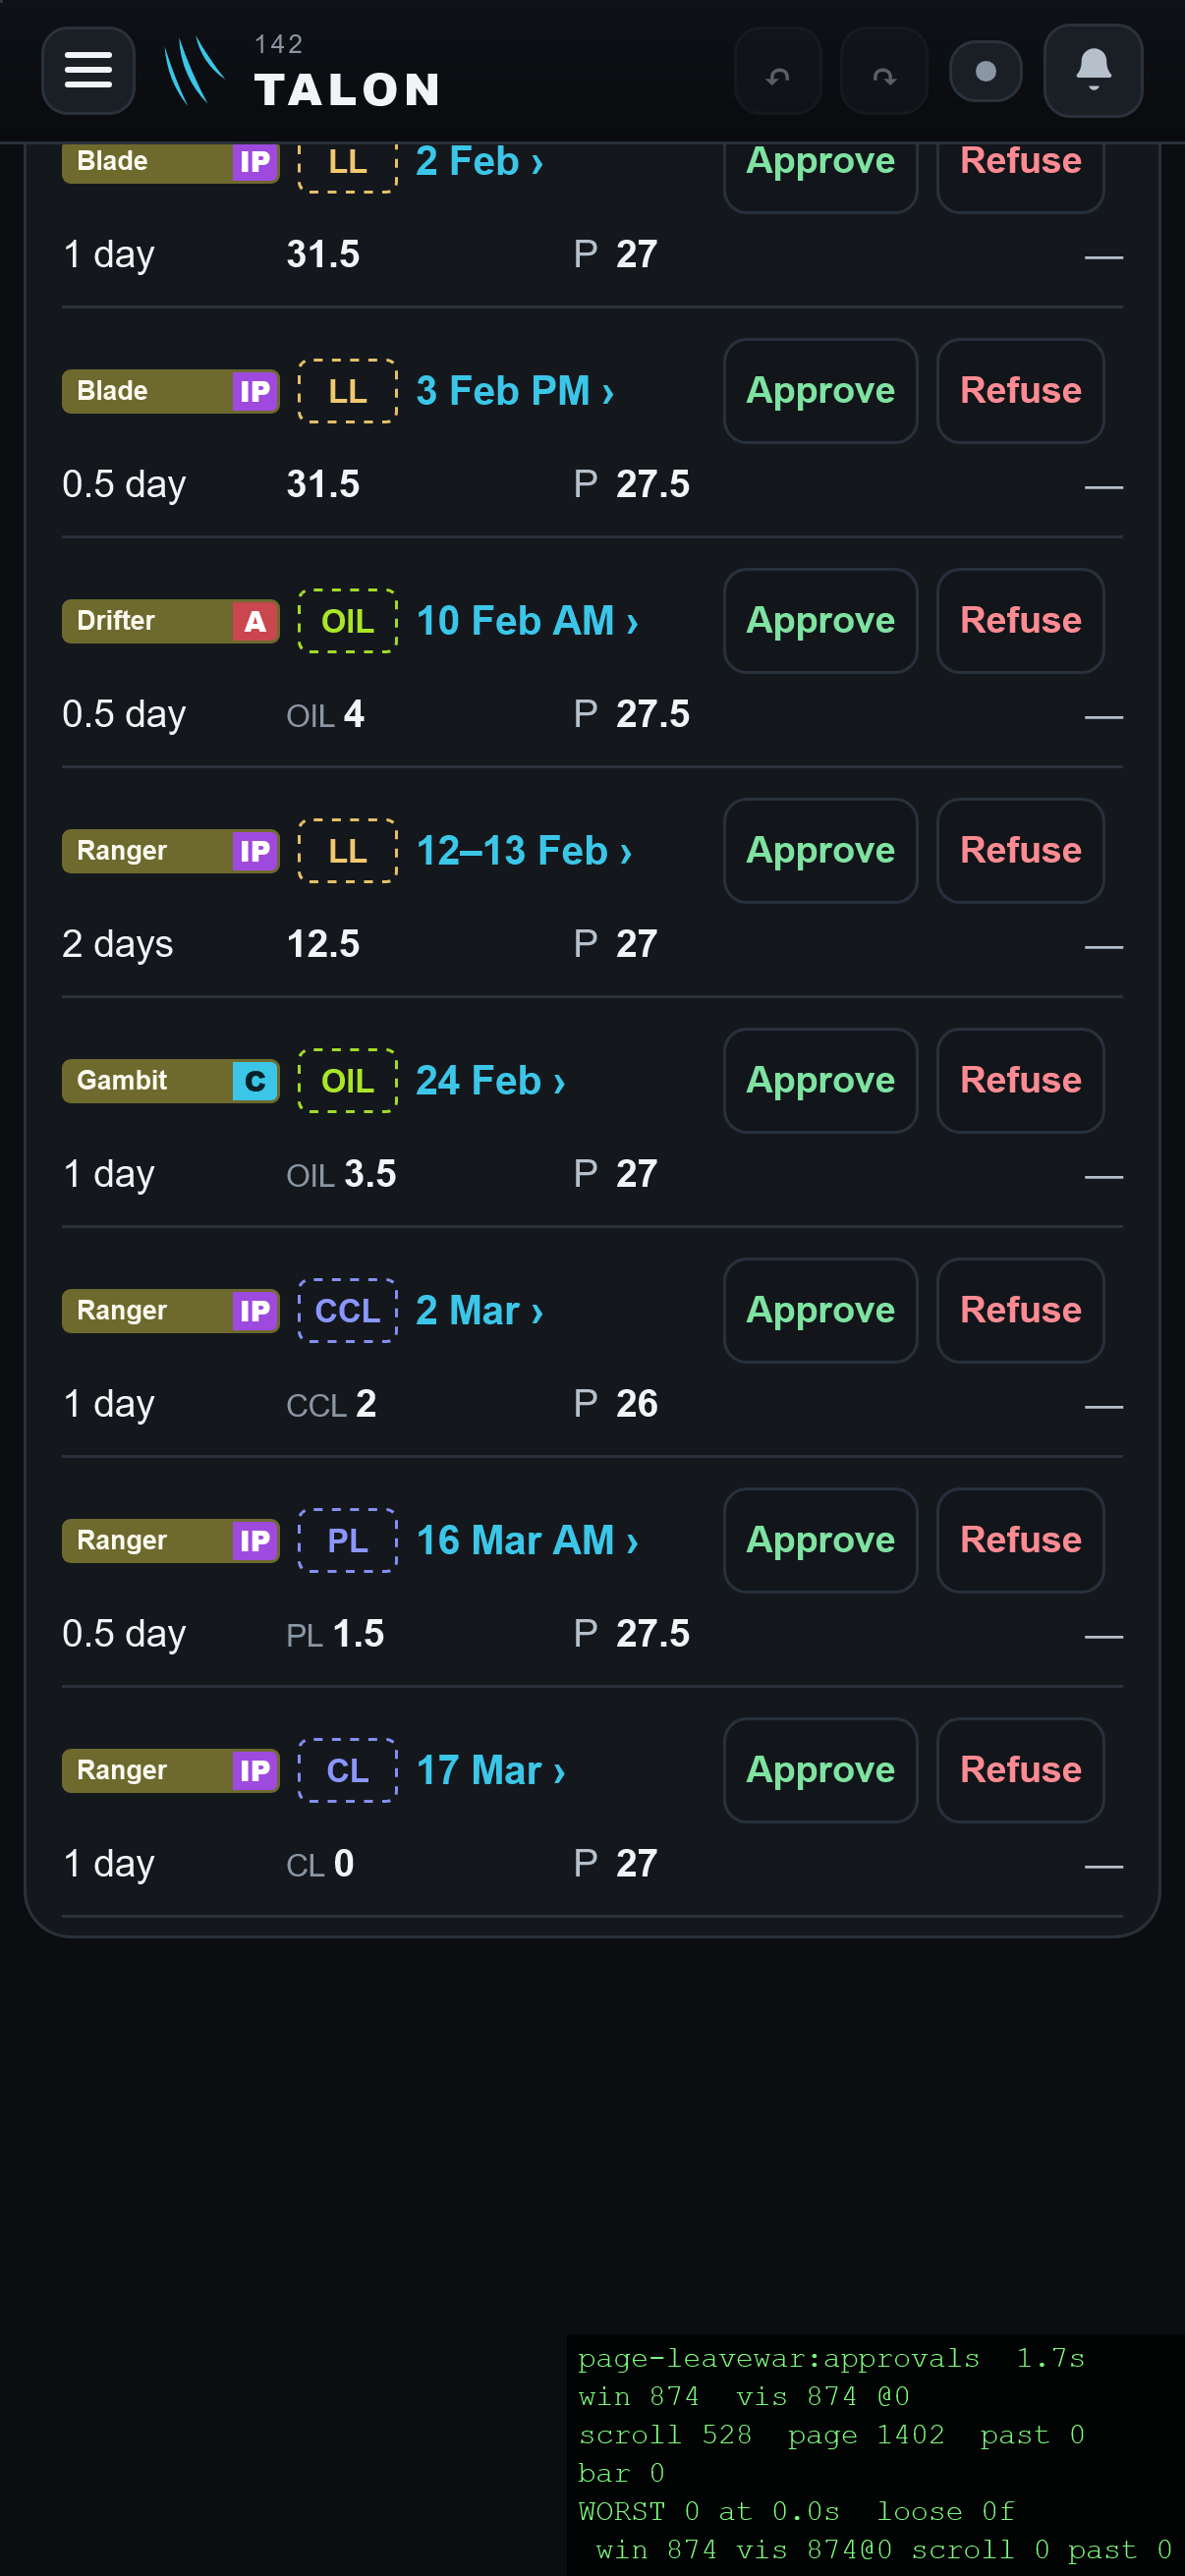 142
TALON
Blade IP LL 2 Feb › Approve Refuse
1 day 31.5 P 27 —
Blade IP LL 3 Feb PM › Approve Refuse
0.5 day 31.5 P 27.5 —
Drifter A OIL 10 Feb AM › Approve Refuse
0.5 day OIL 4 P 27.5 —
Ranger IP LL 12–13 Feb › Approve Refuse
2 days 12.5 P 27 —
Gambit C OIL 24 Feb › Approve Refuse
1 day OIL 3.5 P 27 —
Ranger IP CCL 2 Mar › Approve Refuse
1 day CCL 2 P 26 —
Ranger IP PL 16 Mar AM › Approve Refuse
0.5 day PL 1.5 P 27.5 —
Ranger IP CL 17 Mar › Approve Refuse
1 day CL 0 P 27 —
page-leavewar:approvals 1.7s
win 874 vis 874 @0
scroll 528 page 1402 past 0
bar 0
WORST 0 at 0.0s loose 0f
win 874 vis 874@0 scroll 0 past 0